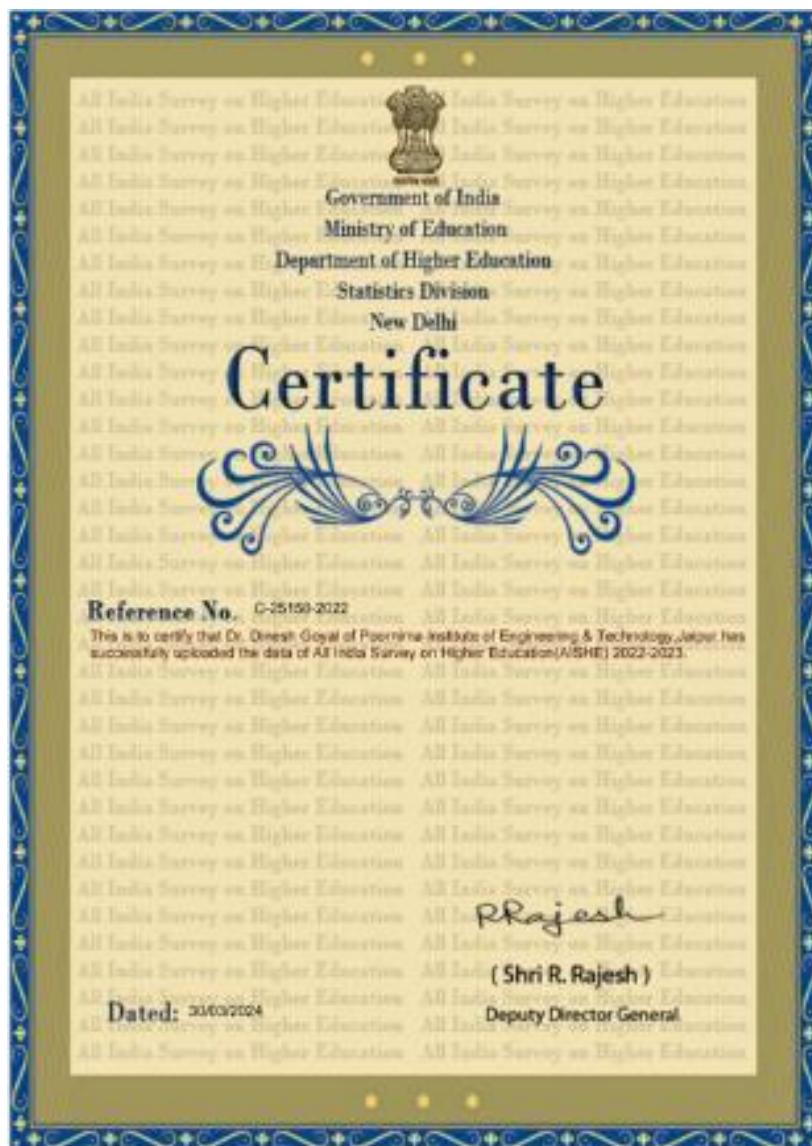 Government of India
Ministry of Education
Department of Higher Education
Statistics Division
New Delhi
Certificate
Reference No. C-25150-2022
This is to certify that Dr. Dinesh Goyal of Poornima Institute of Engineering & Technology,Jaipur has
successfully uploaded the data of All India Survey on Higher Education(AISHE) 2022-2023.
RRajesh
( Shri R. Rajesh )
Dated: 30/03/2024
Deputy Director General